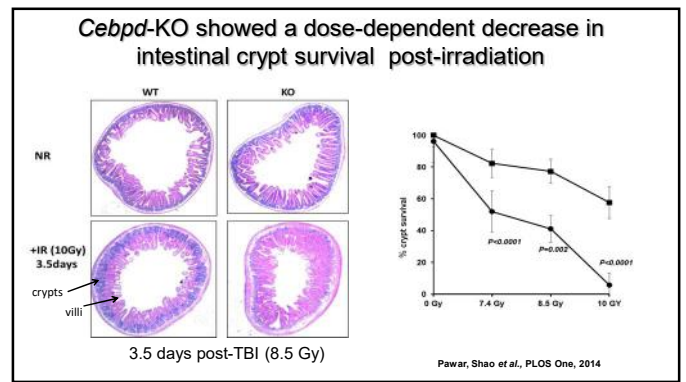 Cebpd-KO showed a dose-dependent decrease in
intestinal crypt survival post-irradiation
WT KO
NR
+IR (10Gy)
3.5days
crypts
villi
3.5 days post-TBI (8.5 Gy)
% crypt survival
100
80
60
40
20
0
P<0.0001
P=0.002
P<0.0001
0 Gy 7.4 Gy 8.5 Gy 10 GY
Pawar, Shao et al., PLOS One, 2014